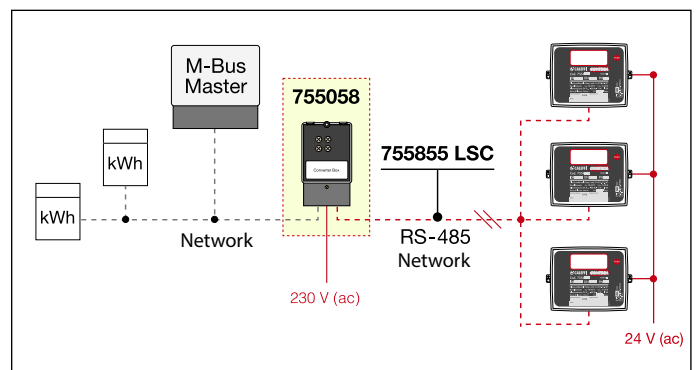 M-Bus
Master
755058
kWh
kWh
Converter Box
755855 LSC
Network
RS-485
Network
230 V (ac)
24 V (ac)